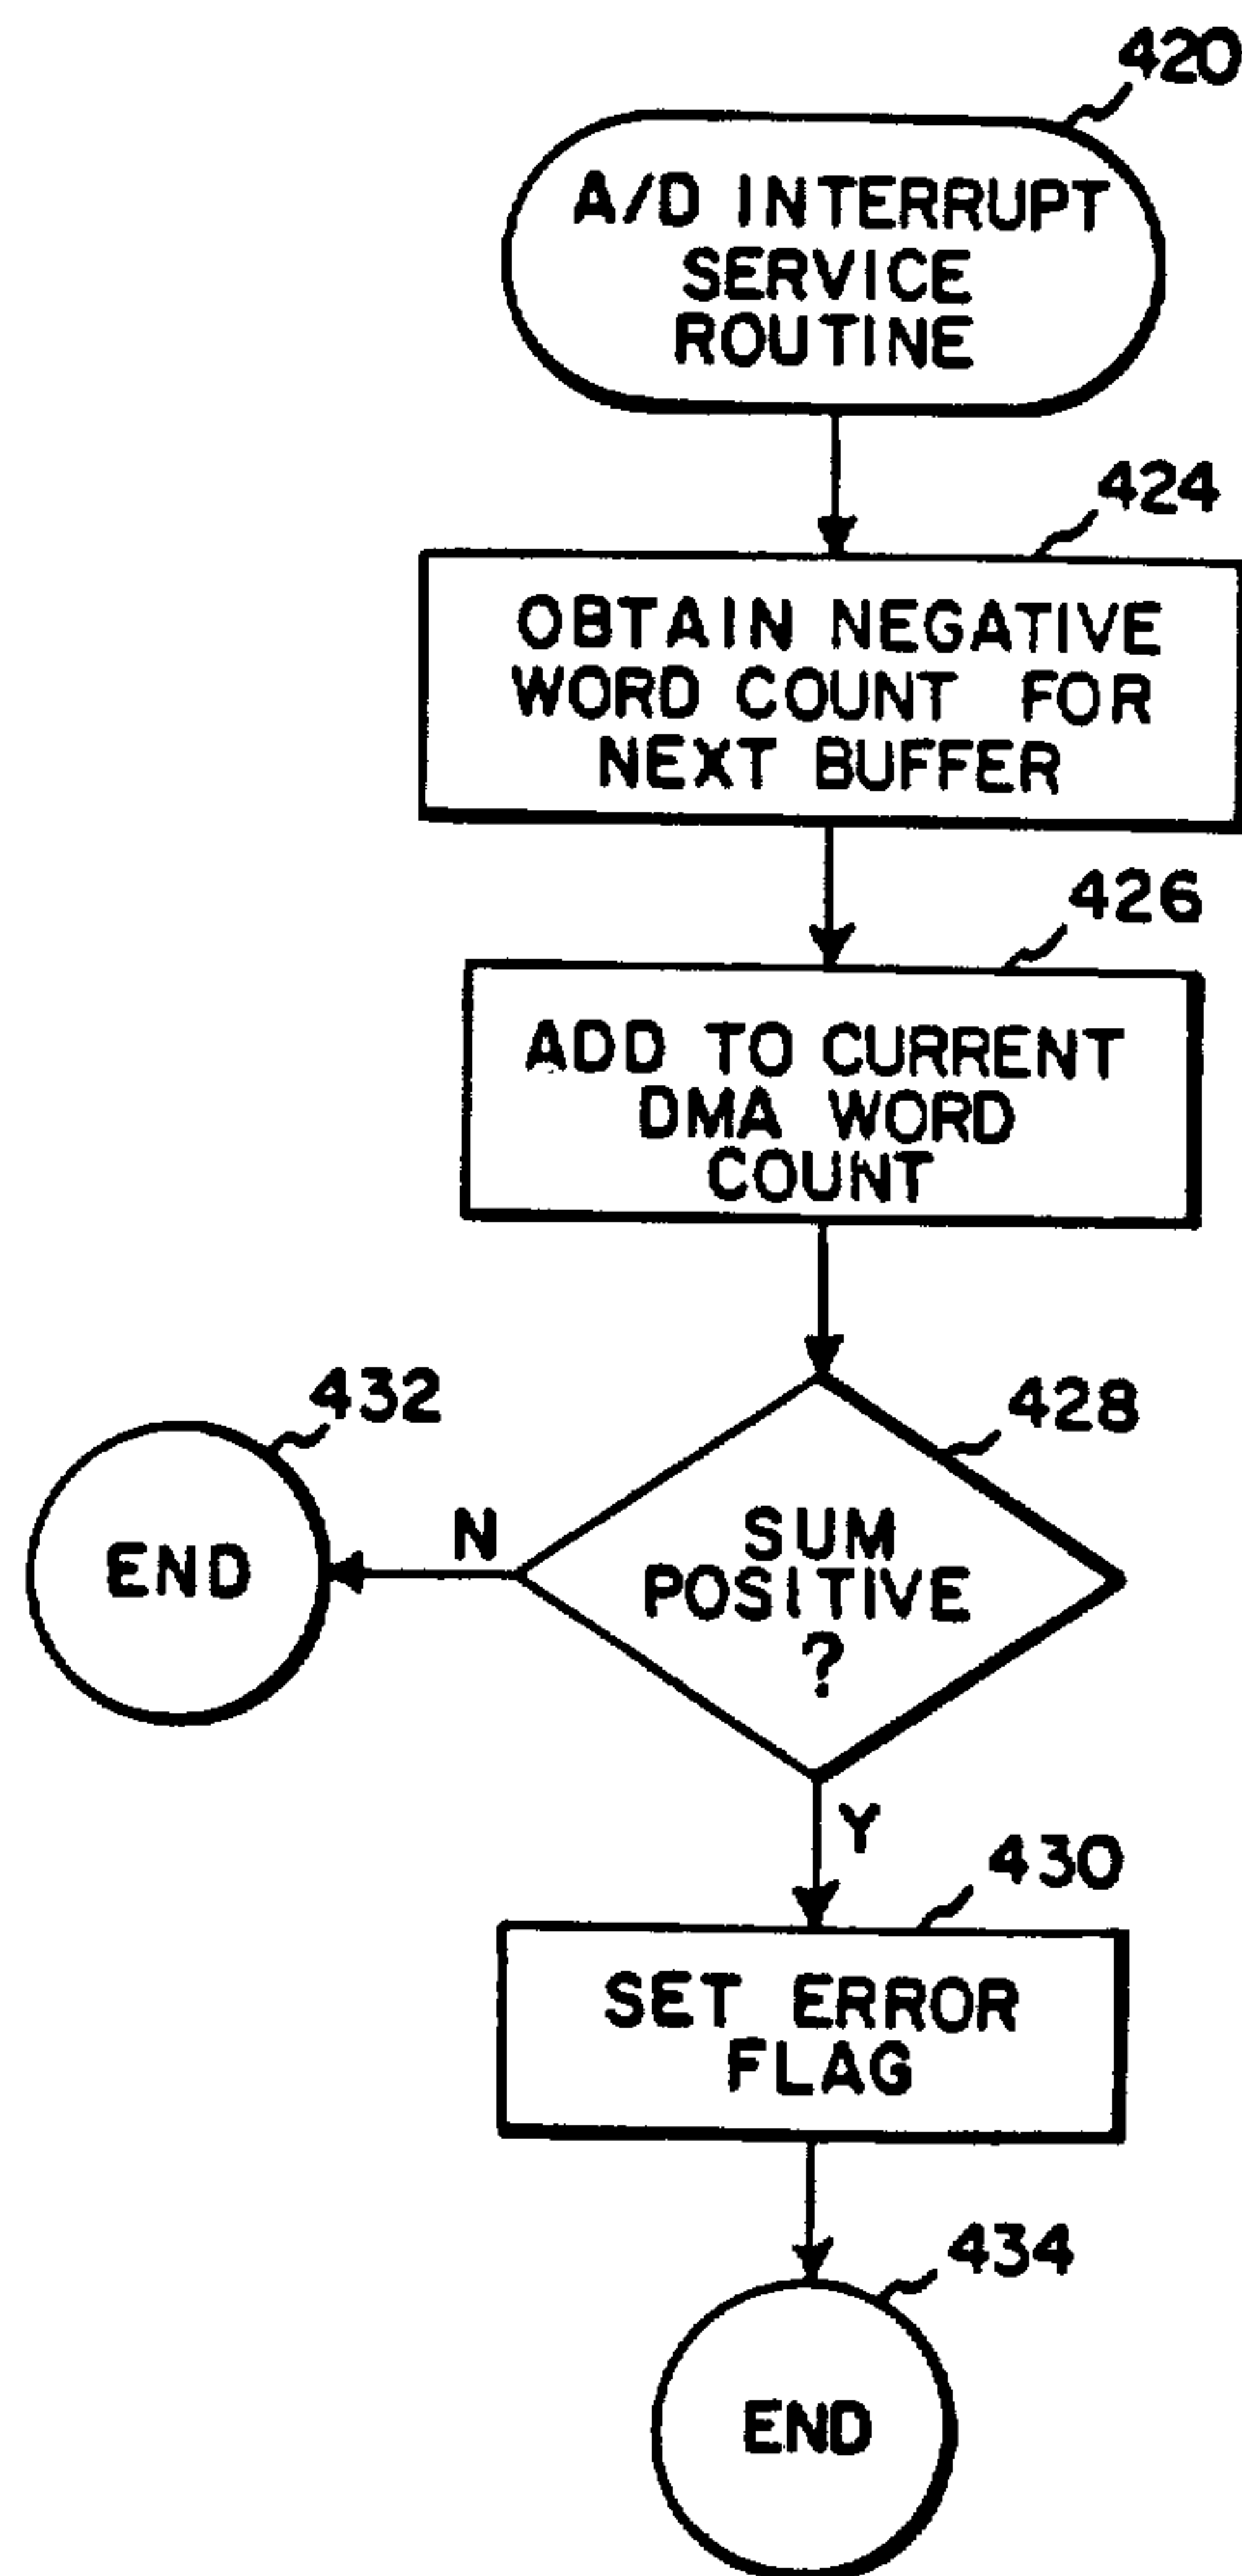 420
A/D INTERRUPT
SERVICE
ROUTINE
424
OBTAIN NEGATIVE
WORD COUNT FOR
NEXT BUFFER
426
ADD TO CURRENT
DMA WORD
COUNT
432
428
END
N
SUM
POSITIVE
?
Y
430
SET ERROR
FLAG
434
END